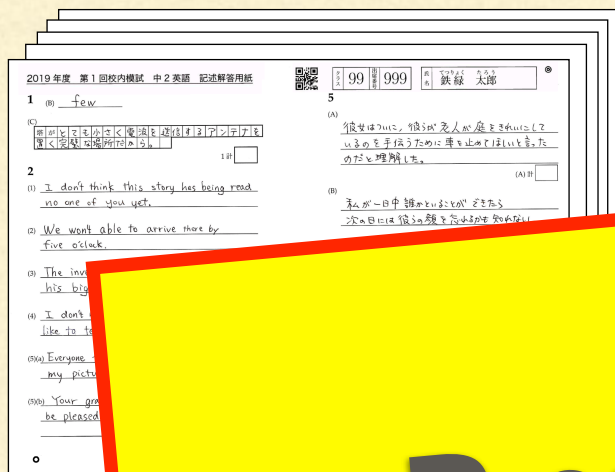 2019年度 第1回校内模試 中2英語 記述解答用紙
クラス 99 出席番号 999 氏名 てつりょく たろう 鉄緑 太郎
1 (B) few
(C)
塔がとても小さく電波を送信するアンテナを
置く完璧な場所だから。
1計
2
(1) I don't think this story has being read
no one of you yet.
(2) We won't able to arrive there by
five o'clock.
(3) The inv
his big
(4) I don't
like to te
(5)(a) Everyone
my pictu
(5)(b) Your gra
be pleased
5
(A)
彼女はついに、彼らが老人が庭をきれいにして
いるのを手伝うために車を止めてほしいと言った
のだと理解した。
(A)計
(B)
私が一日中誰かといることができたら
次の日には彼らの顔を忘れるかも知れない